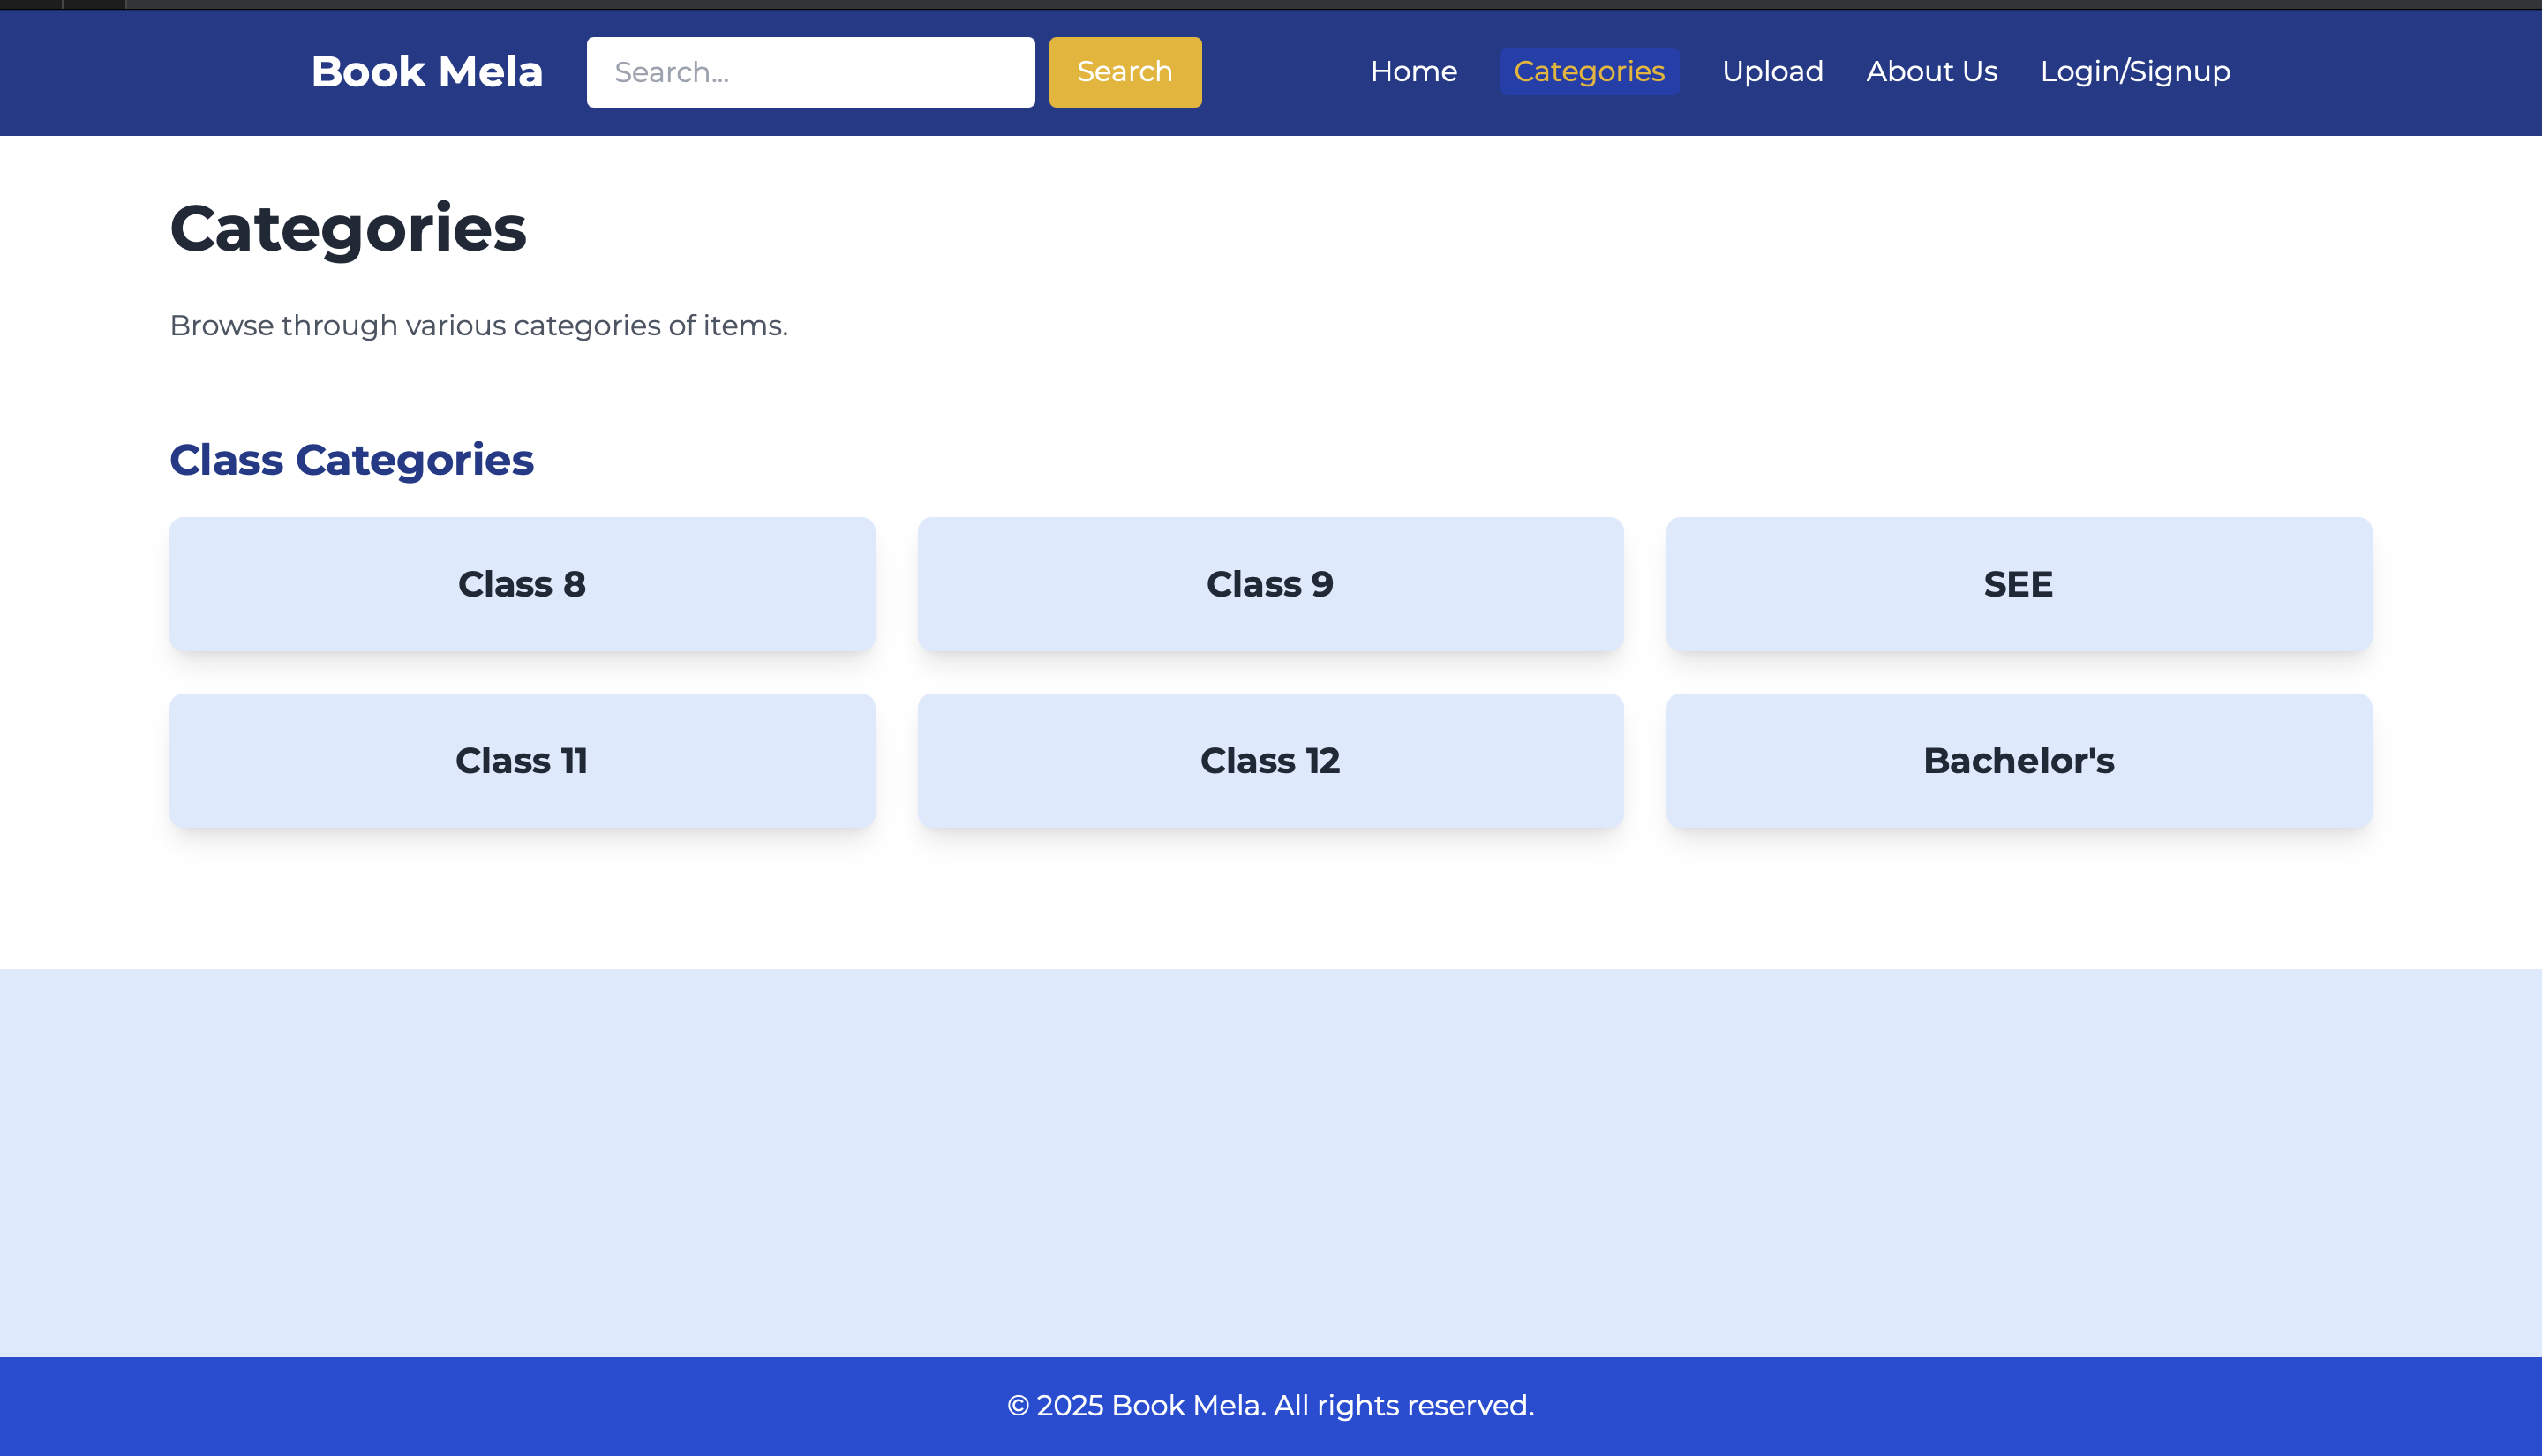 Book Mela
Search...
Search
Home
Categories
Upload
About Us
Login/Signup
Categories
Browse through various categories of items.
Class Categories
Class 8
Class 9
SEE
Class 11
Class 12
Bachelor's
© 2025 Book Mela. All rights reserved.